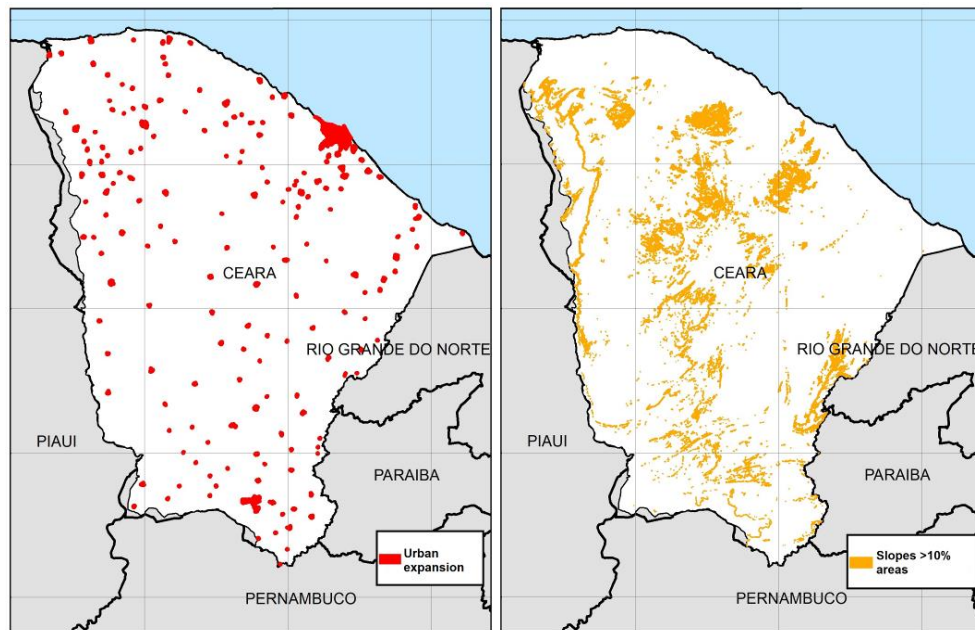 CEARA
RIO GRANDE DO NORTE
PIAUI
PARAIBA
Urban
expansion
PERNAMBUCO
CEARA
RIO GRANDE DO NORTE
PIAUI
PARAIBA
Slopes >10%
areas
PERNAMBUCO